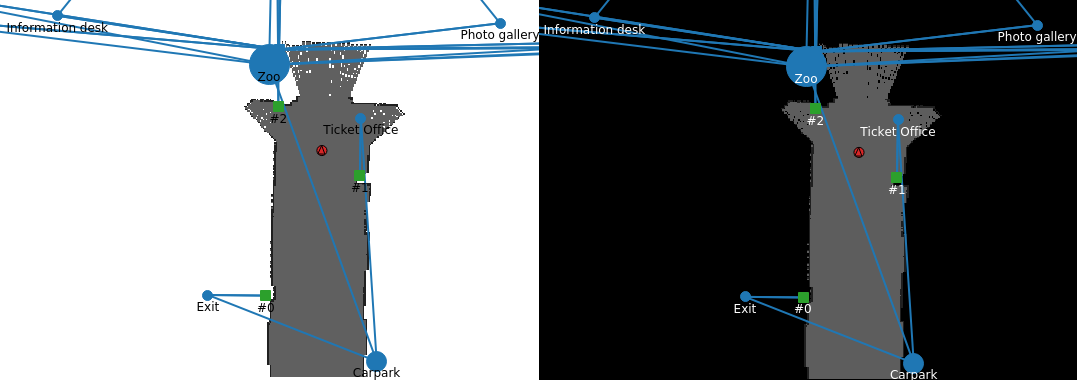 Information desk
Photo gallery
Zoo
#2
Ticket Office
#1
Exit
#0
Carpark
Information desk
Photo gallery
Zoo
#2
Ticket Office
#1
Exit
#0
Carpark